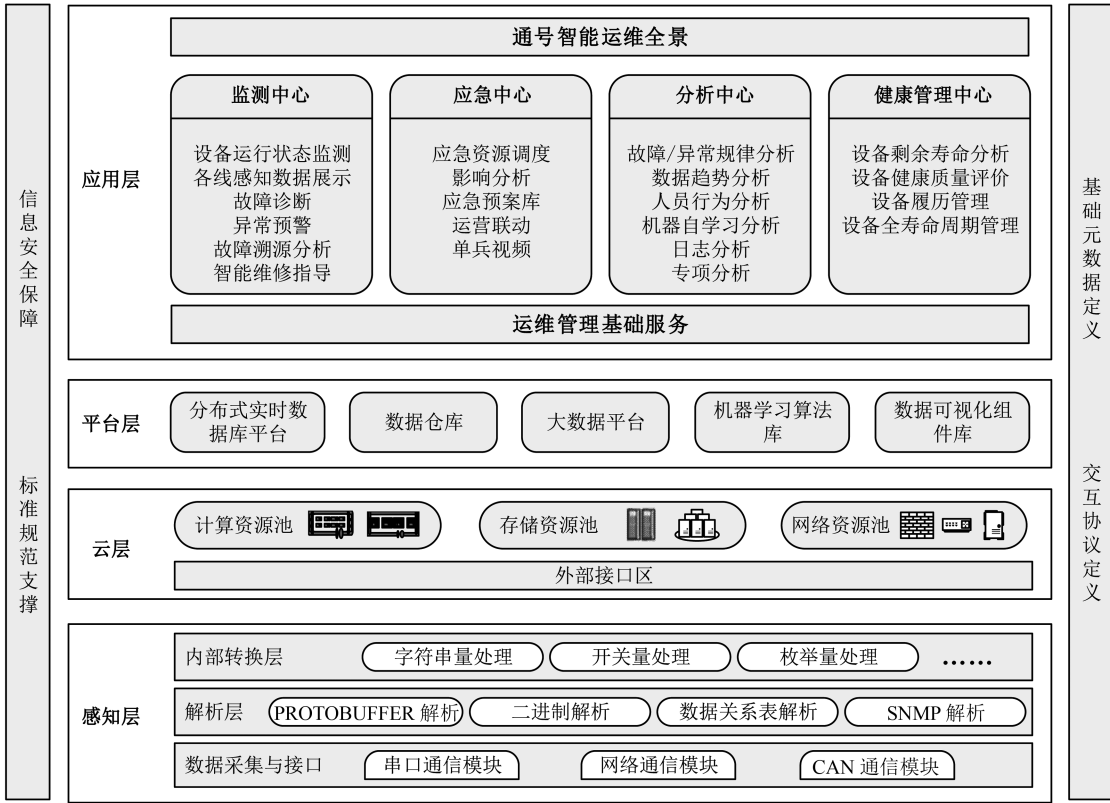 信息安全保障
标准规范支撑
应用层
通号智能运维全景
监测中心
设备运行状态监测
各线感知数据展示
故障诊断
异常预警
故障溯源分析
智能维修指导
应急中心
应急资源调度
影响分析
应急预案库
运营联动
单兵视频
分析中心
故障/异常规律分析
数据趋势分析
人员行为分析
机器自学习分析
日志分析
专项分析
健康管理中心
设备剩余寿命分析
设备健康质量评价
设备履历管理
设备全寿命周期管理
运维管理基础服务
平台层
分布式实时数
据库平台
数据仓库
大数据平台
机器学习算法
库
数据可视化组
件库
云层
计算资源池
存储资源池
网络资源池
外部接口区
感知层
内部转换层
字符串量处理
开关量处理
枚举量处理
……
解析层
PROTOBUFFER 解析
二进制解析
数据关系表解析
SNMP 解析
数据采集与接口
串口通信模块
网络通信模块
CAN 通信模块
基础元数据定义
交互协议定义